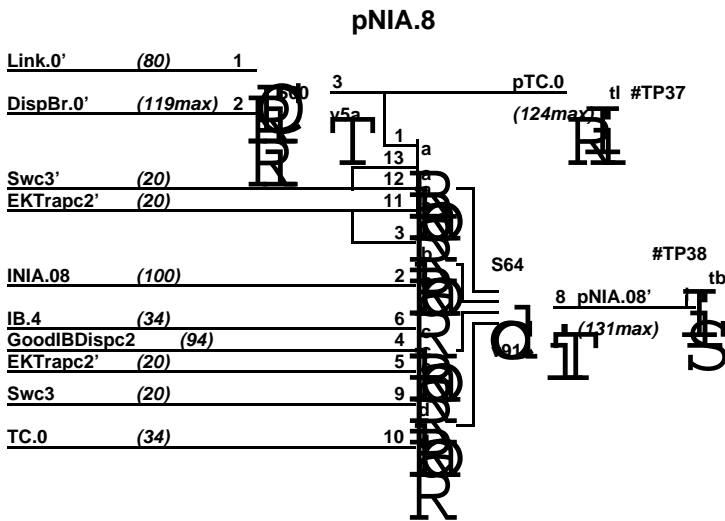 pNIA.8
Link.0' (80) 1
3 pTC.0 tl #TP37
DispBr.0' (119max) 2
(124max)
1 a
13 a
Swc3' (20) 12
EKTrapc2' (20) 11
3 b
#TP38
S64 tb
INIA.08 (100) 2
8 pNIA.08'
IB.4 (34) 6 c
(131max)
GoodIBDispc2 (94) 4
EKTrapc2' (20) 5
Swc3 (20) 9
d
TC.0 (34) 10